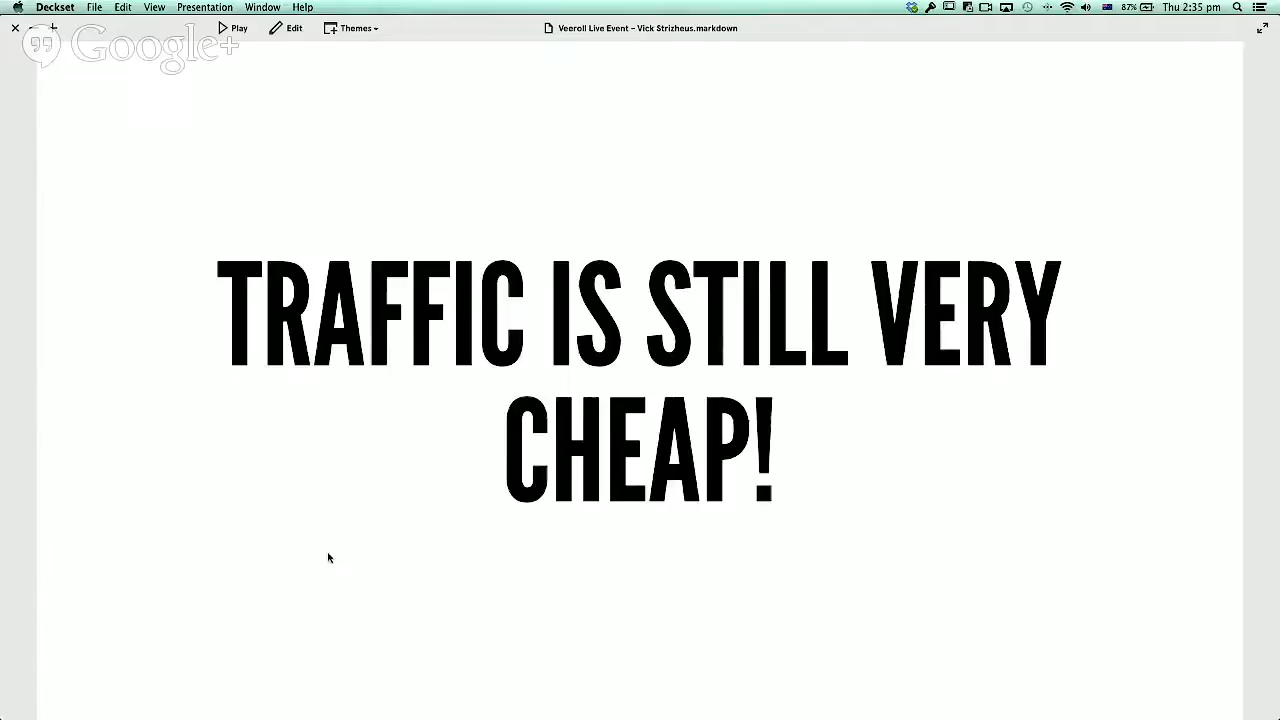 Deckset File Edit View Presentation Window Help 87% Thu 2:35 pm
Play Edit Themes Veeroll Live Event – Vick Strizheus.markdown
Google+
TRAFFIC IS STILL VERY
CHEAP!